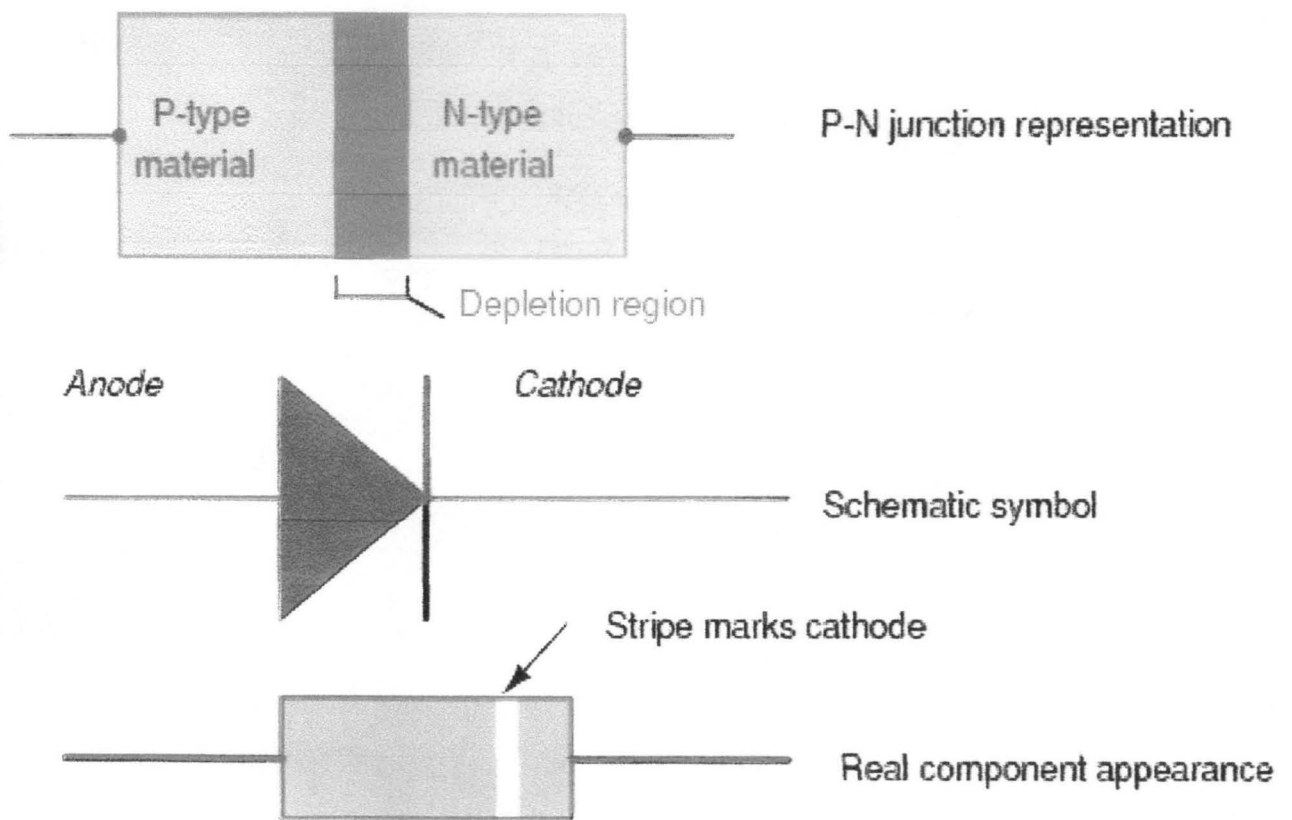 P-type
material
N-type
material
P-N junction representation
Depletion region
Anode
Cathode
Schematic symbol
Stripe marks cathode
Real component appearance